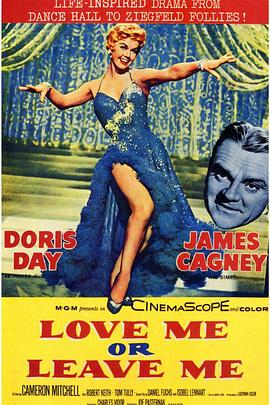 LIFE-INSPIRED DRAMA FROM
DANCE HALL TO ZIEGFELD FOLLIES!
DORIS
DAY
JAMES
CAGNEY
M-G-M presents in CINEMASCOPE and COLOR
LOVE ME
OR
LEAVE ME
CAMERON MITCHELL
ROBERT KEITH · TOM TULLY
DANIEL FUCHS and ISOBEL LENNART
CHARLES VIDOR
JOE PASTERNAK